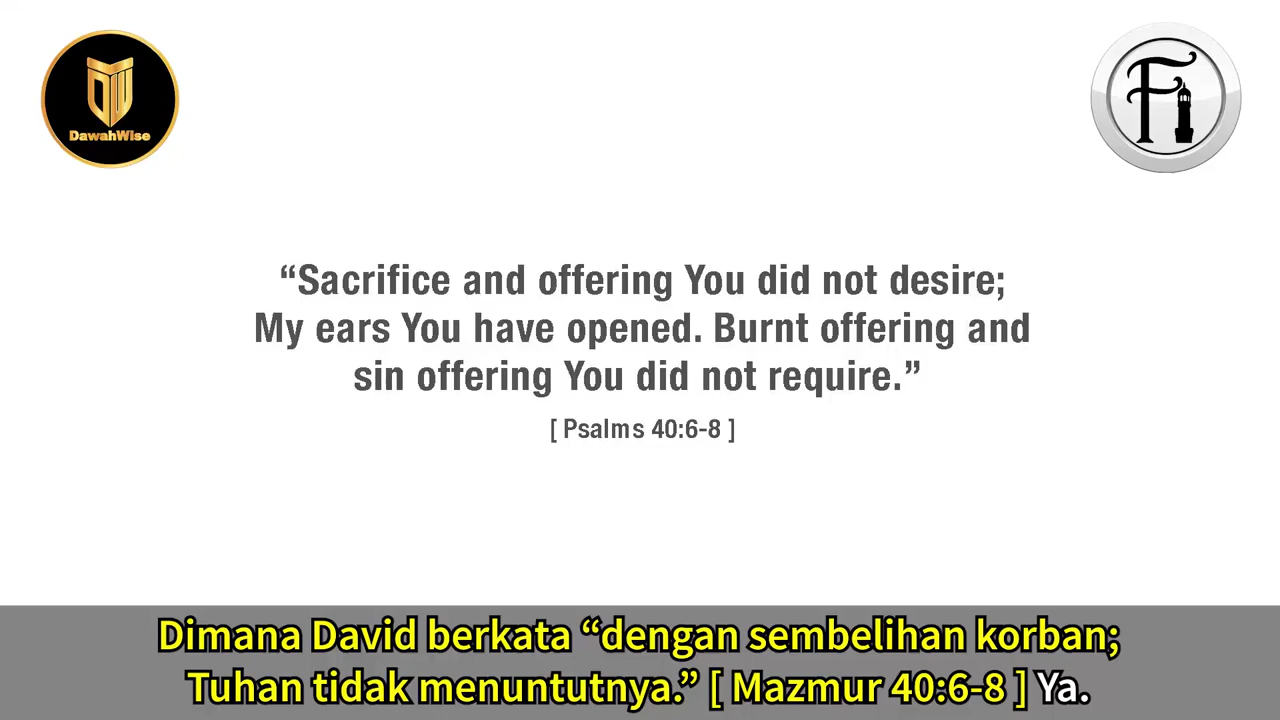 DawahWise
Fi
“Sacrifice and offering You did not desire;
My ears You have opened. Burnt offering and
sin offering You did not require.”
[ Psalms 40:6-8 ]
Dimana David berkata “dengan sembelihan korban;
Tuhan tidak menuntutnya.” [ Mazmur 40:6-8 ] Ya.